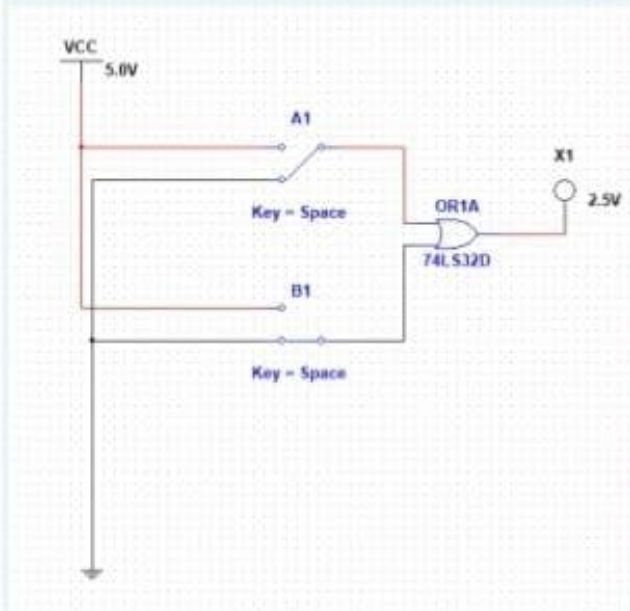 VCC
5.0V
A1
Key = Space
X1
2.5V
OR1A
74LS32D
B1
Key = Space